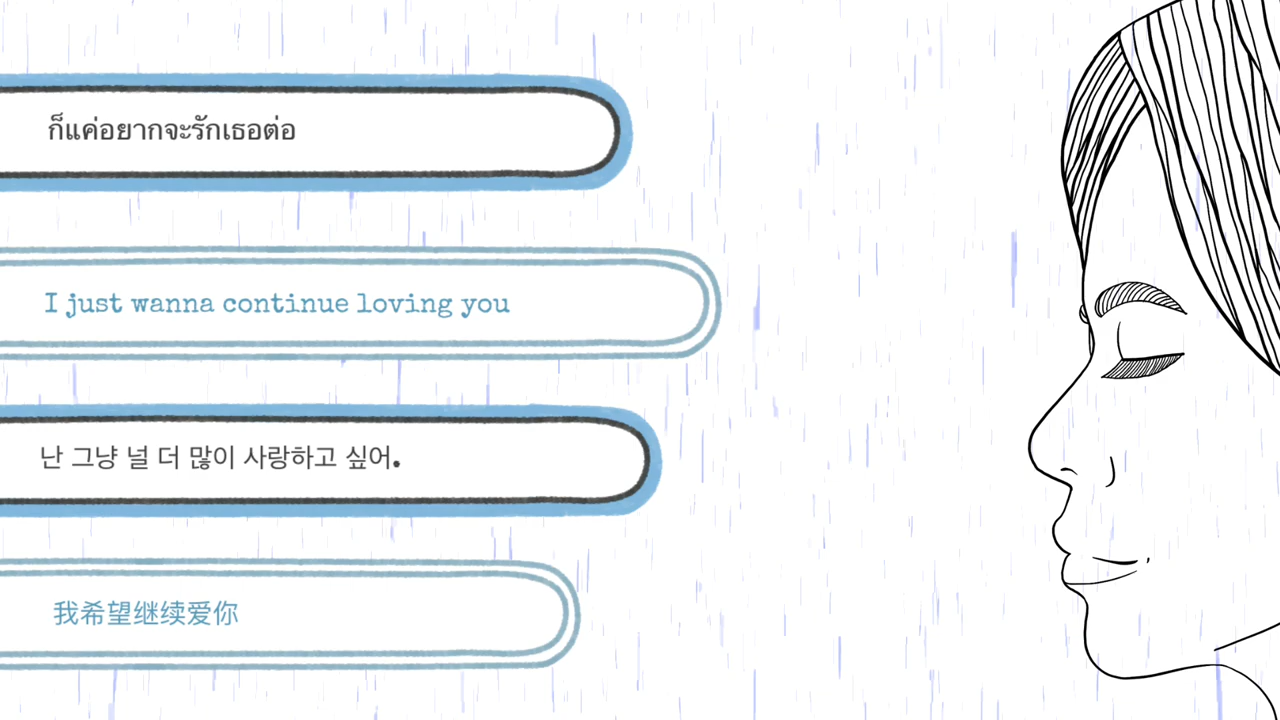 ก็แค่อยากจะรักเธอต่อ
I just wanna continue loving you
난 그냥 널 더 많이 사랑하고 싶어.
我希望继续爱你